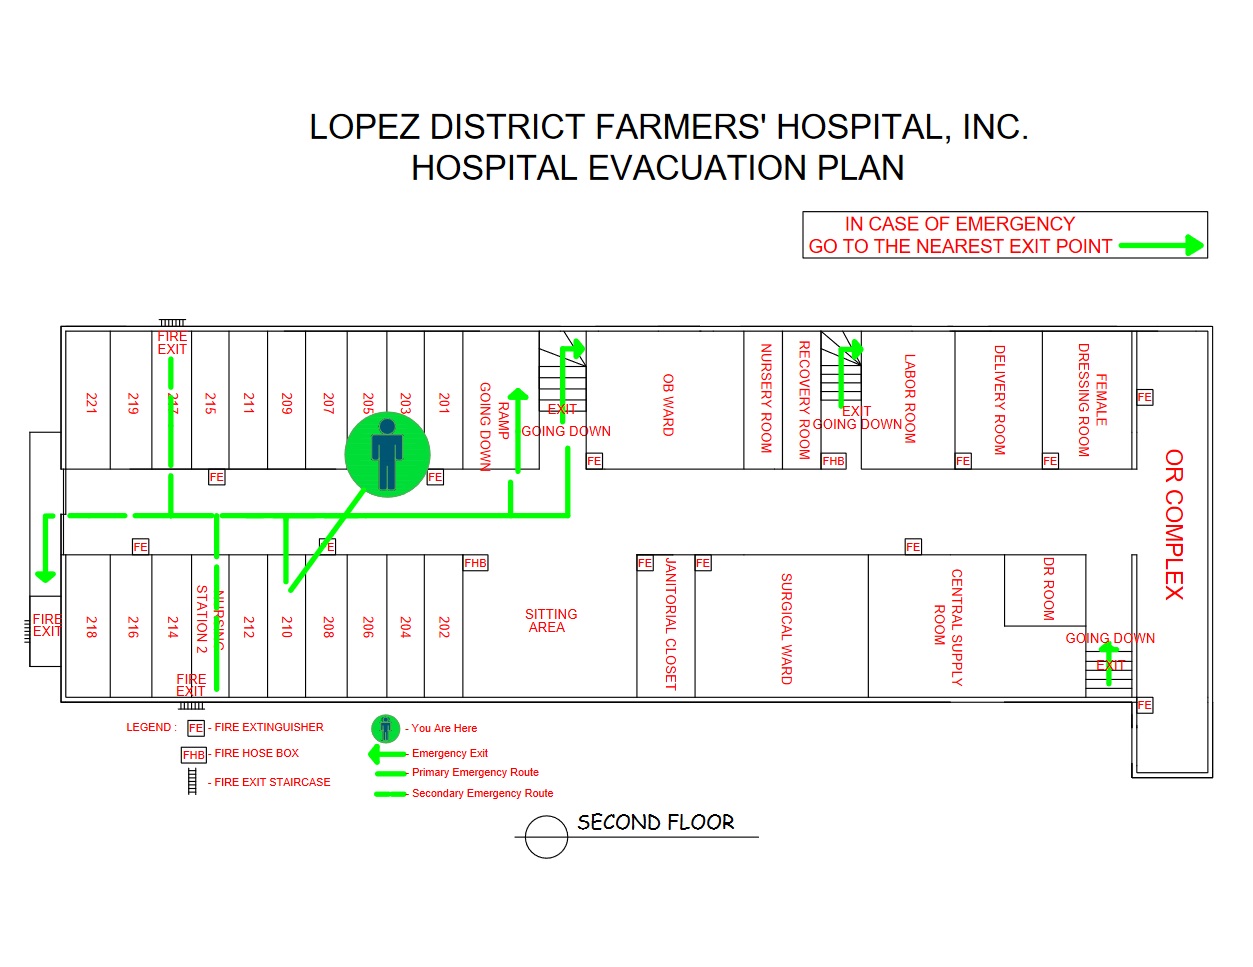 LOPEZ DISTRICT FARMERS' HOSPITAL, INC.
HOSPITAL EVACUATION PLAN
IN CASE OF EMERGENCY
GO TO THE NEAREST EXIT POINT
FIRE
EXIT
221
219
217
215
211
209
207
205
203
201
RAMP
GOING DOWN
EXIT
GOING DOWN
OB WARD
NURSERY ROOM
RECOVERY ROOM
EXIT
GOING DOWN
LABOR ROOM
DELIVERY ROOM
FEMALE
DRESSING ROOM
FE
OR COMPLEX
FE
FE
FE
FHB
FE
FE
FE
FE
FHB
FE
FE
FE
FIRE
EXIT
218
216
214
NURSING
STATION 2
212
210
208
206
204
202
SITTING
AREA
JANITORIAL CLOSET
SURGICAL WARD
CENTRAL SUPPLY
ROOM
DR ROOM
GOING DOWN
EXIT
FIRE
EXIT
FE
LEGEND :
FE - FIRE EXTINGUISHER
FHB - FIRE HOSE BOX
- FIRE EXIT STAIRCASE
- You Are Here
- Emergency Exit
- Primary Emergency Route
- Secondary Emergency Route
SECOND FLOOR